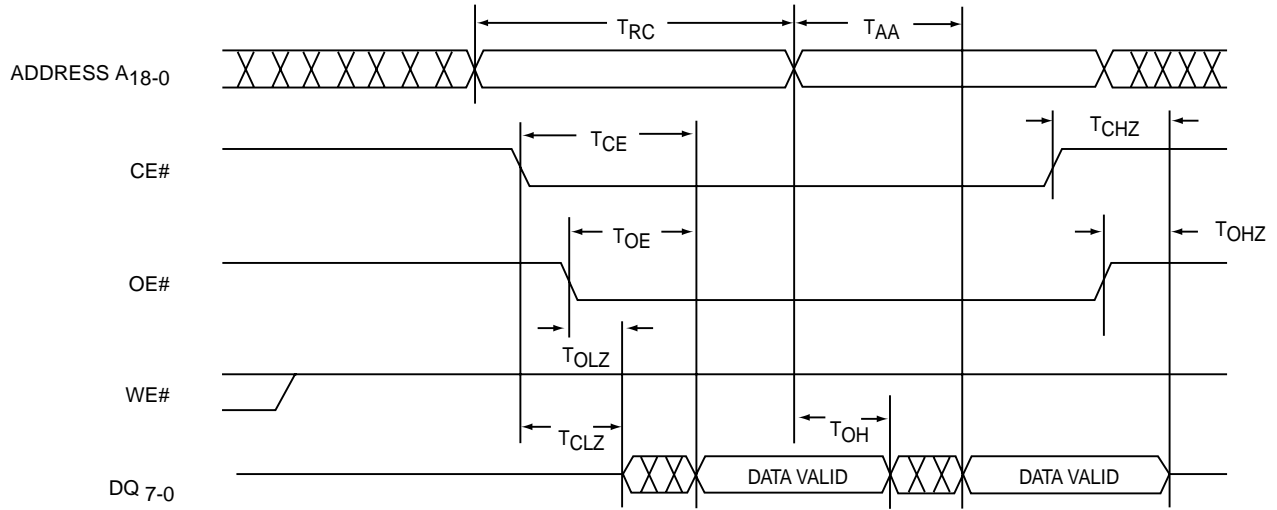 TRC
TAA
ADDRESS A18-0
TCE
TCHZ
CE#
TOE
TOHZ
OE#
TOLZ
WE#
TCLZ
TOH
DQ 7-0
DATA VALID
DATA VALID